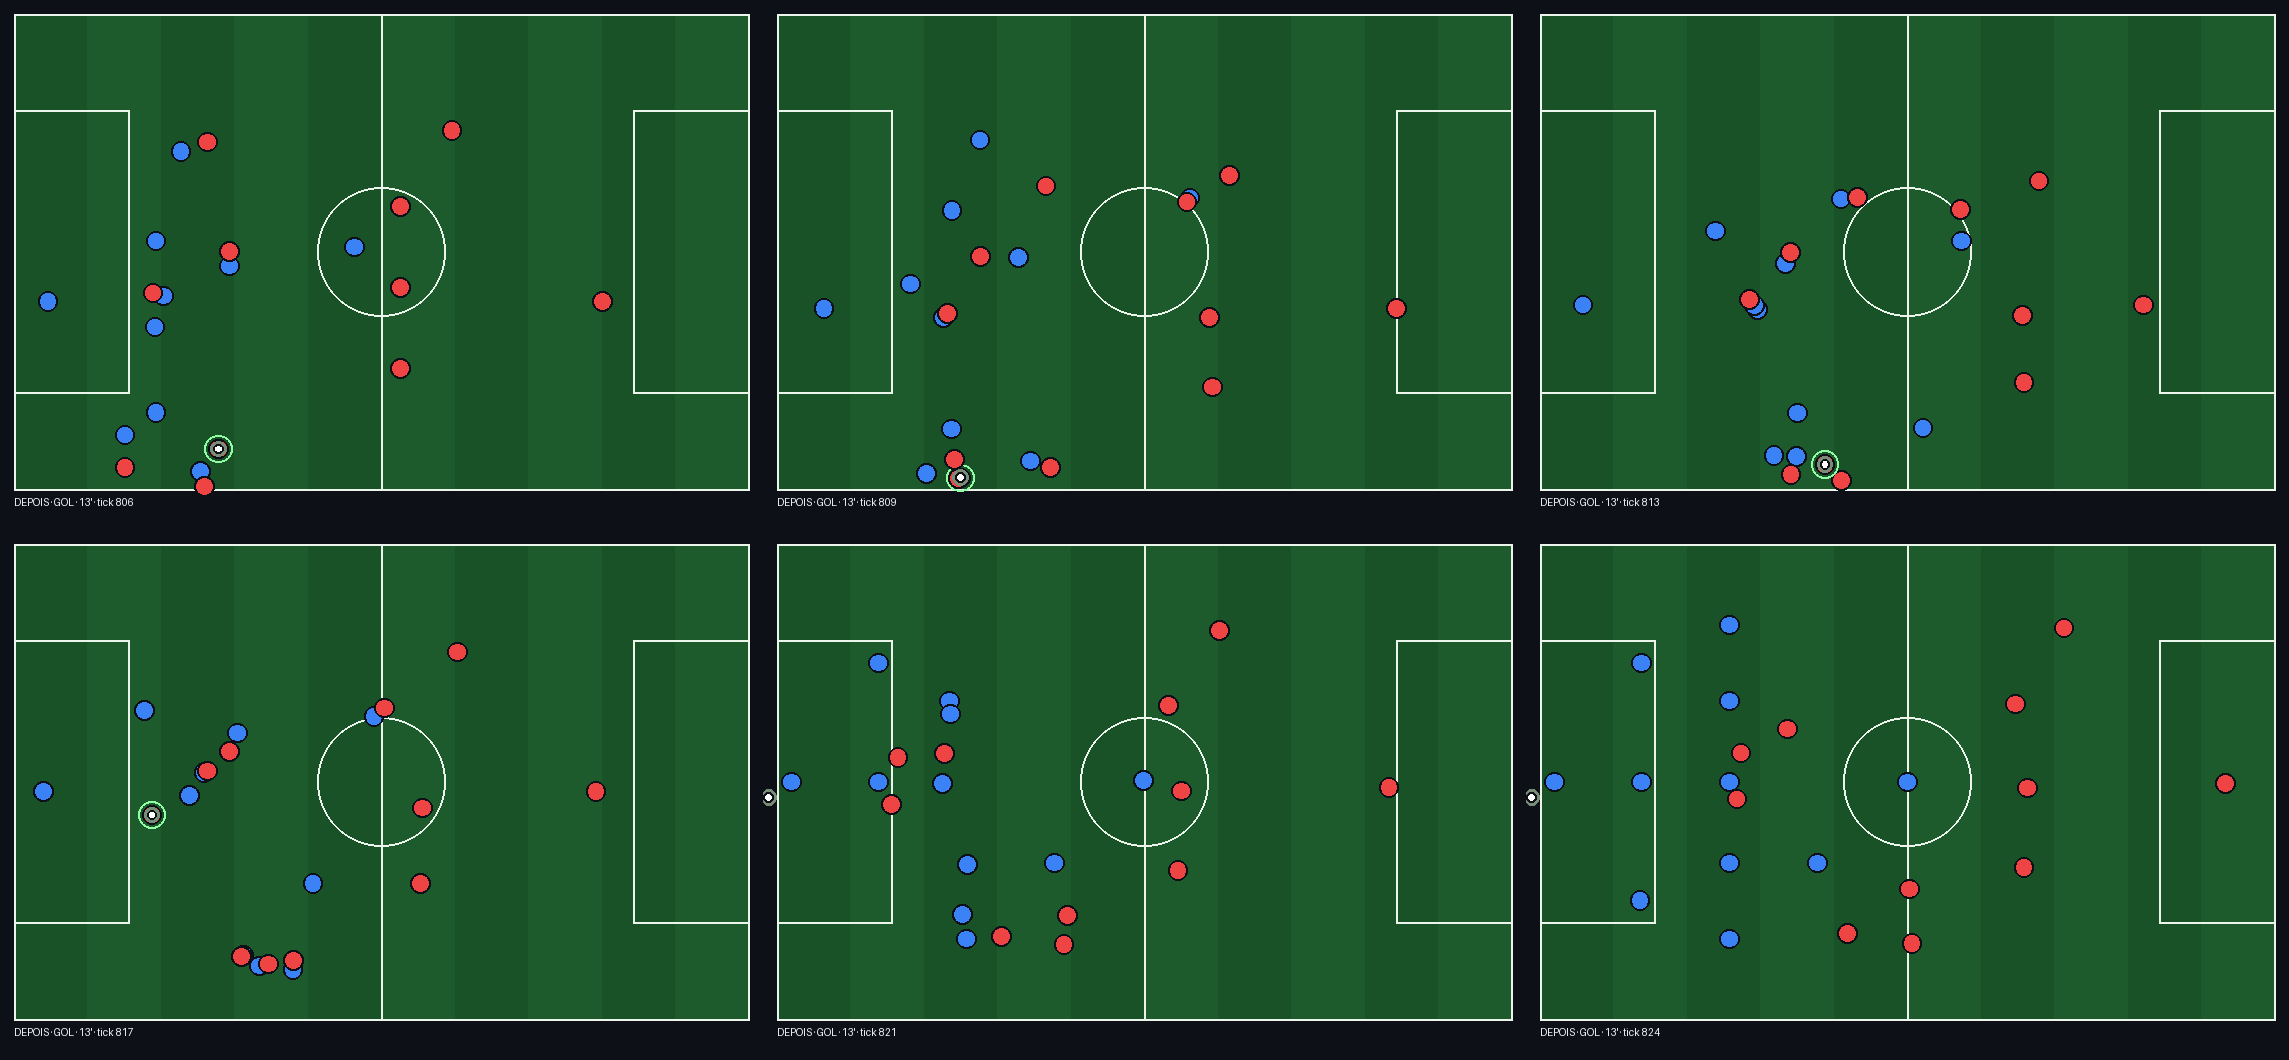 DEPOIS · GOL · 13' · tick 806
DEPOIS · GOL · 13' · tick 809
DEPOIS · GOL · 13' · tick 813
DEPOIS · GOL · 13' · tick 817
DEPOIS · GOL · 13' · tick 821
DEPOIS · GOL · 13' · tick 824